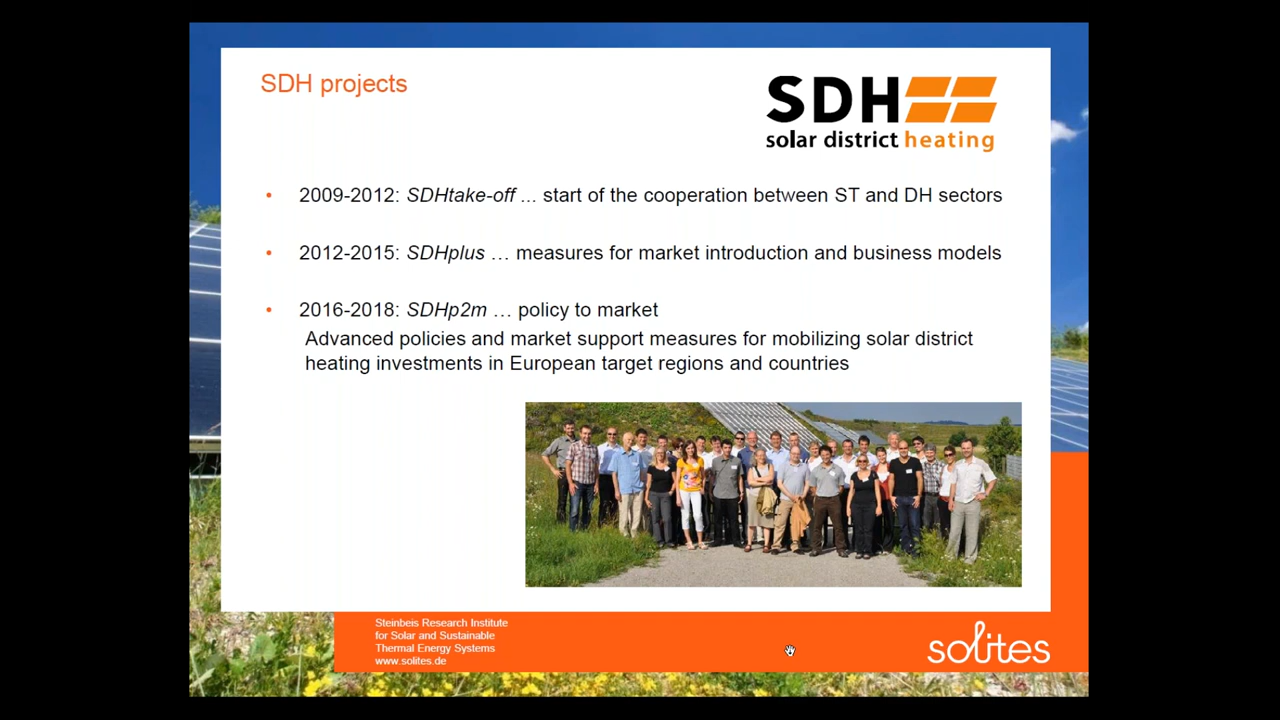 SDH projects
SDH
solar district heating
• 2009-2012: SDHtake-off ... start of the cooperation between ST and DH sectors
• 2012-2015: SDHplus … measures for market introduction and business models
• 2016-2018: SDHp2m … policy to market
Advanced policies and market support measures for mobilizing solar district
heating investments in European target regions and countries
Steinbeis Research Institute
for Solar and Sustainable
Thermal Energy Systems
www.solites.de
solites